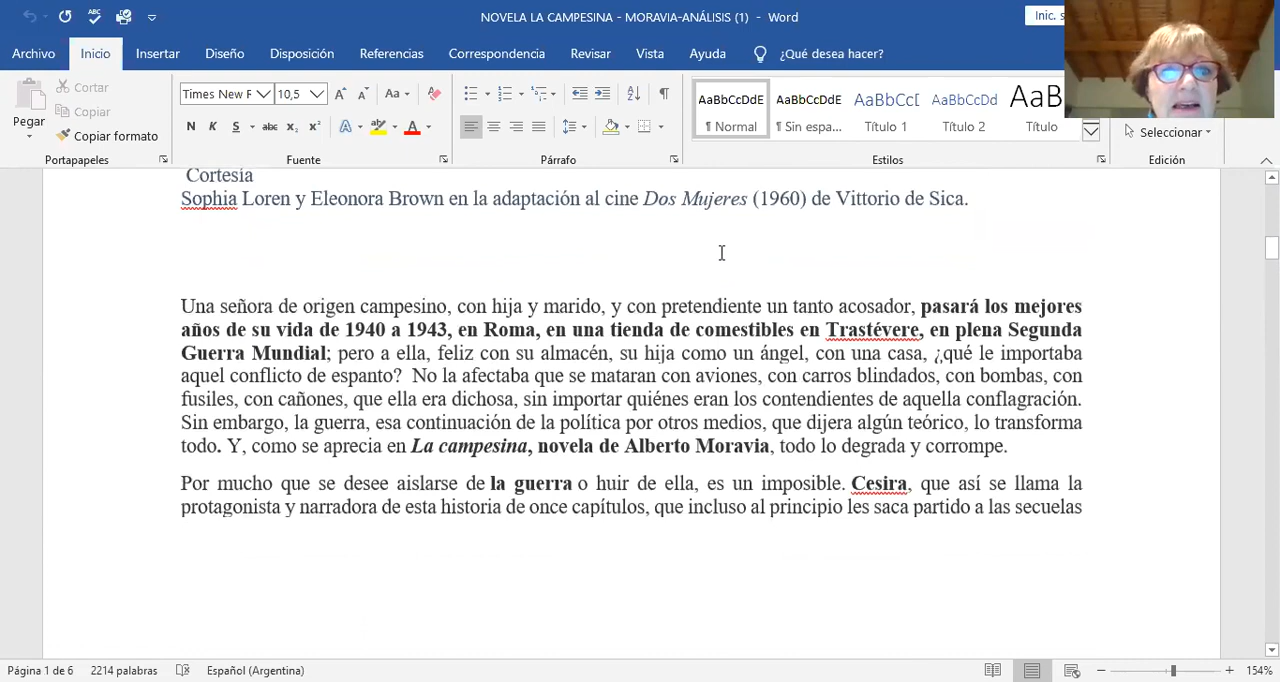 NOVELA LA CAMPESINA - MORAVIA-ANÁLISIS (1) - Word
Inic. s
Archivo Inicio Insertar Diseño Disposición Referencias Correspondencia Revisar Vista Ayuda ¿Qué desea hacer?
Pegar
Cortar
Copiar
Copiar formato
Portapapeles
Times New F 10,5
Aa
N K S abc x₂ x²
Fuente
Párrafo
AaBbCcDdE AaBbCcDdE AaBbCcD AaBbCcDd AaB
¶ Normal ¶ Sin espa... Título 1 Título 2 Título
Estilos
Seleccionar
Edición
Cortesía
Sophia Loren y Eleonora Brown en la adaptación al cine Dos Mujeres (1960) de Vittorio de Sica.
Una señora de origen campesino, con hija y marido, y con pretendiente un tanto acosador, pasará los mejores
años de su vida de 1940 a 1943, en Roma, en una tienda de comestibles en Trastévere, en plena Segunda
Guerra Mundial; pero a ella, feliz con su almacén, su hija como un ángel, con una casa, ¿qué le importaba
aquel conflicto de espanto? No la afectaba que se mataran con aviones, con carros blindados, con bombas, con
fusiles, con cañones, que ella era dichosa, sin importar quiénes eran los contendientes de aquella conflagración.
Sin embargo, la guerra, esa continuación de la política por otros medios, que dijera algún teórico, lo transforma
todo. Y, como se aprecia en La campesina, novela de Alberto Moravia, todo lo degrada y corrompe.
Por mucho que se desee aislarse de la guerra o huir de ella, es un imposible. Cesira, que así se llama la
protagonista y narradora de esta historia de once capítulos, que incluso al principio les saca partido a las secuelas
Página 1 de 6 2214 palabras Español (Argentina) 154%